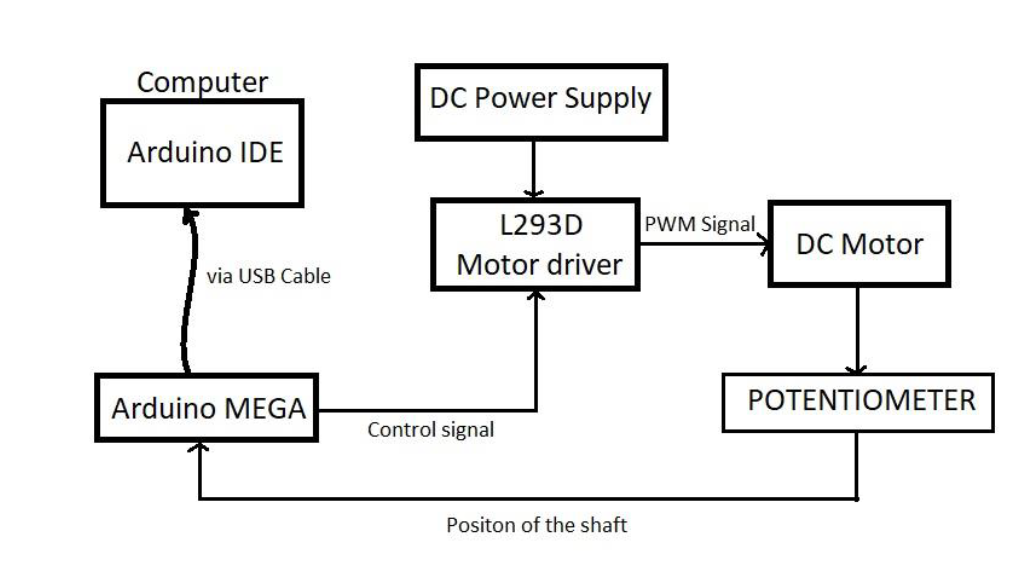 Computer
Arduino IDE
DC Power Supply
L293D
Motor driver
PWM Signal
DC Motor
via USB Cable
Arduino MEGA
Control signal
POTENTIOMETER
Positon of the shaft